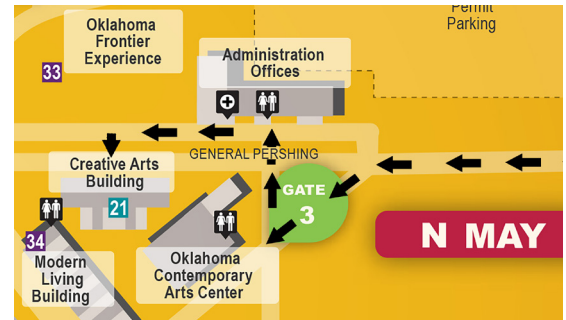 Permit
Parking
Oklahoma
Frontier
Experience
33
Administration
Offices
GENERAL PERSHING
Creative Arts
Building
21
GATE
3
N MAY
34
Modern
Living
Building
Oklahoma
Contemporary
Arts Center